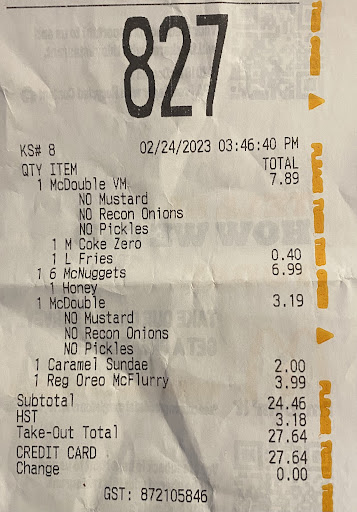 827
KS# 8 02/24/2023 03:46:40 PM
QTY ITEM TOTAL
1 McDouble VM 7.89
NO Mustard
NO Recon Onions
NO Pickles
1 M Coke Zero
1 L Fries 0.40
1 6 McNuggets 6.99
1 Honey
1 McDouble 3.19
NO Mustard
NO Recon Onions
NO Pickles
1 Caramel Sundae 2.00
1 Reg Oreo McFlurry 3.99
Subtotal 24.46
HST 3.18
Take-Out Total 27.64
CREDIT CARD 27.64
Change 0.00
GST: 872105846
PLEASE TURN THIS OVER